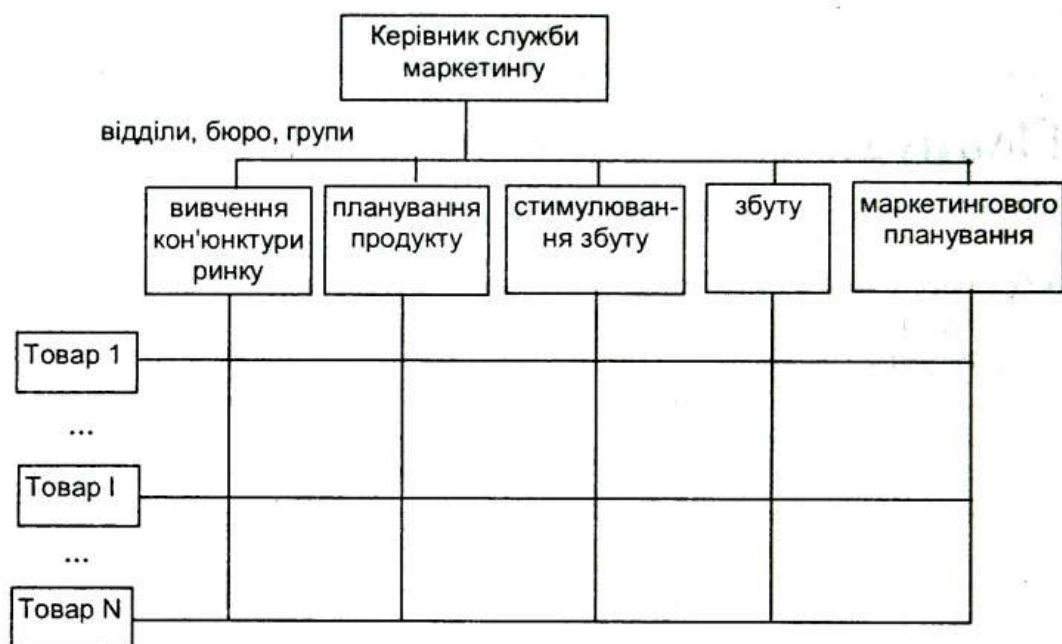 Керівник служби
маркетингу
відділи, бюро, групи
вивчення
кон'юнктури
ринку
планування
продукту
стимулюван-
ня збуту
збуту
маркетингового
планування
Товар 1
...
Товар I
...
Товар N